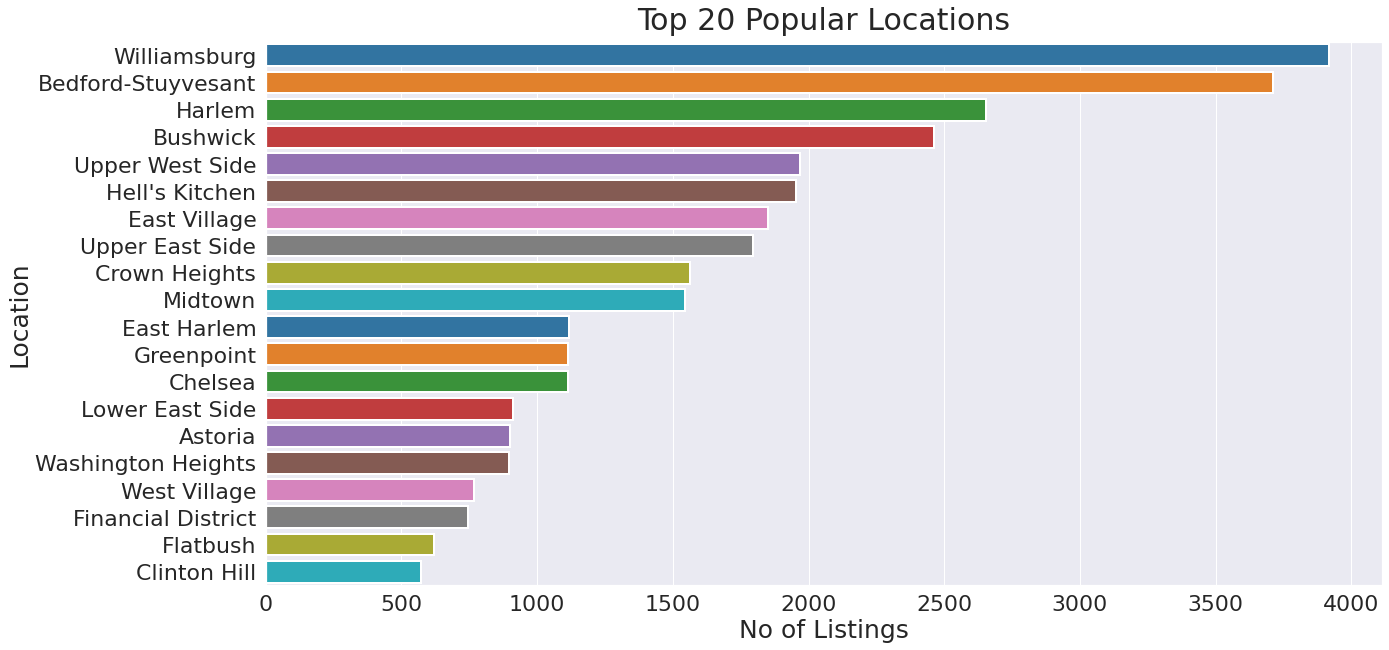 Top 20 Popular Locations
Williamsburg
Bedford-Stuyvesant
Harlem
Bushwick
Upper West Side
Hell's Kitchen
East Village
Upper East Side
Crown Heights
Midtown
East Harlem
Greenpoint
Chelsea
Lower East Side
Astoria
Washington Heights
West Village
Financial District
Flatbush
Clinton Hill
Location
0 500 1000 1500 2000 2500 3000 3500 4000
No of Listings